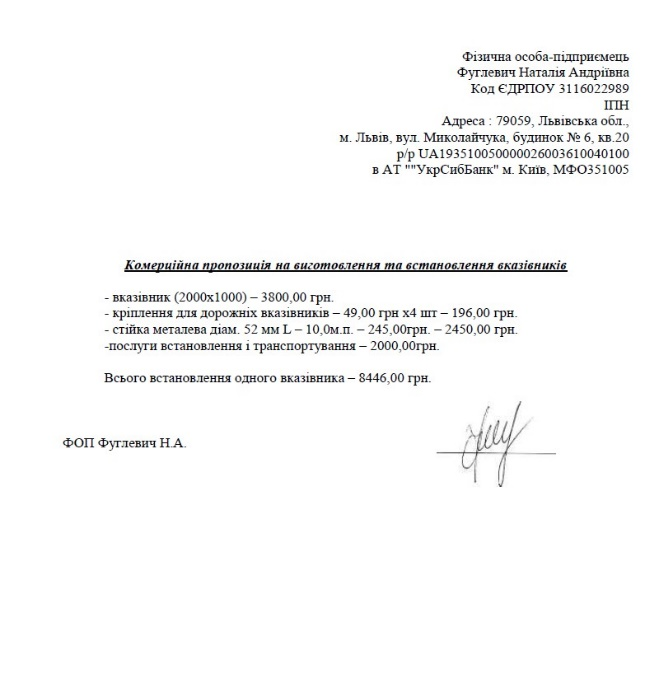 Фізична особа-підприємець
Фуглевич Наталія Андріївна
Код ЄДРПОУ 3116022989
ІПН
Адреса : 79059, Львівська обл.,
м. Львів, вул. Миколайчука, будинок № 6, кв.20
р/р UA193510050000026003610040100
в АТ ""УкрСибБанк" м. Київ, МФО351005
Комерційна пропозиція на виготовлення та встановлення вказівників
- вказівник (2000х1000) – 3800,00 грн.
- кріплення для дорожніх вказівників – 49,00 грн х4 шт – 196,00 грн.
- стійка металева діам. 52 мм L – 10,0м.п. – 245,00грн. – 2450,00 грн.
-послуги встановлення і транспортування – 2000,00грн.
Всього встановлення одного вказівника – 8446,00 грн.
ФОП Фуглевич Н.А.